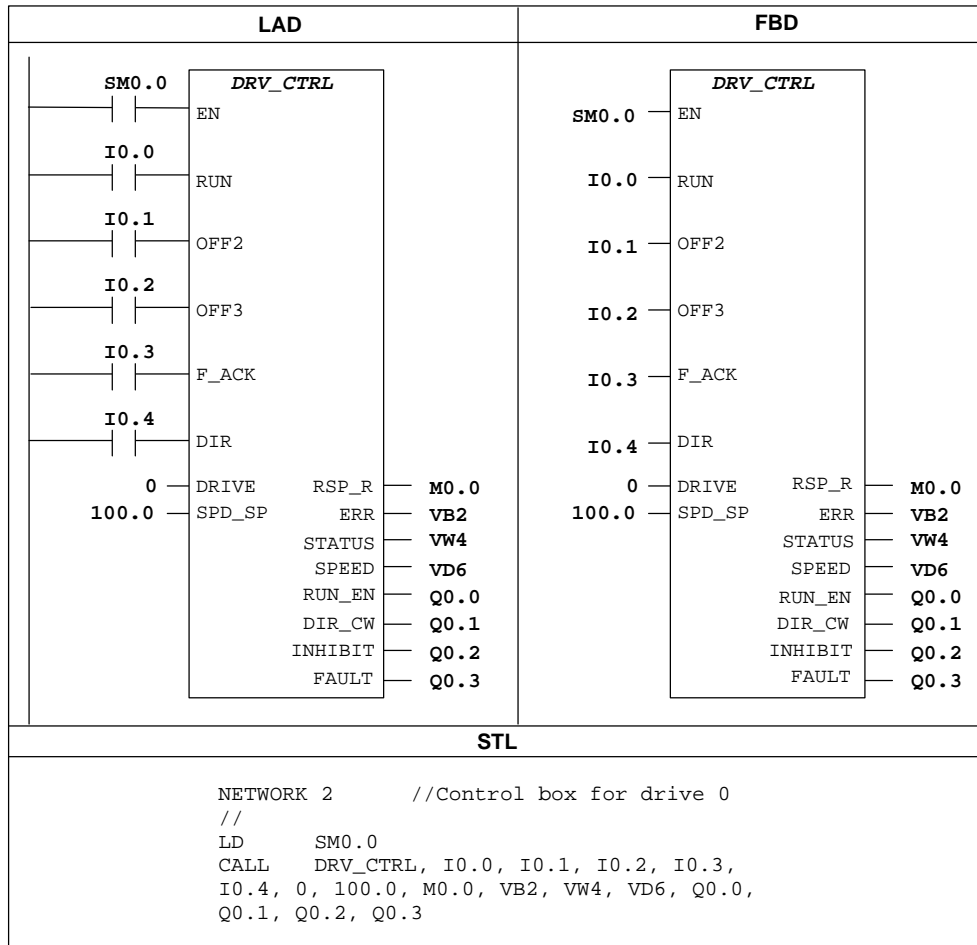 LAD FBD
SM0.0 DRV_CTRL
EN
I0.0
RUN
I0.1
OFF2
I0.2
OFF3
I0.3
F_ACK
I0.4
DIR
0 DRIVE RSP_R M0.0
100.0 SPD_SP ERR VB2
STATUS VW4
SPEED VD6
RUN_EN Q0.0
DIR_CW Q0.1
INHIBIT Q0.2
FAULT Q0.3
DRV_CTRL
SM0.0 EN
I0.0 RUN
I0.1 OFF2
I0.2 OFF3
I0.3 F_ACK
I0.4 DIR
0 DRIVE RSP_R M0.0
100.0 SPD_SP ERR VB2
STATUS VW4
SPEED VD6
RUN_EN Q0.0
DIR_CW Q0.1
INHIBIT Q0.2
FAULT Q0.3
STL
NETWORK 2 //Control box for drive 0
//
LD SM0.0
CALL DRV_CTRL, I0.0, I0.1, I0.2, I0.3,
I0.4, 0, 100.0, M0.0, VB2, VW4, VD6, Q0.0,
Q0.1, Q0.2, Q0.3